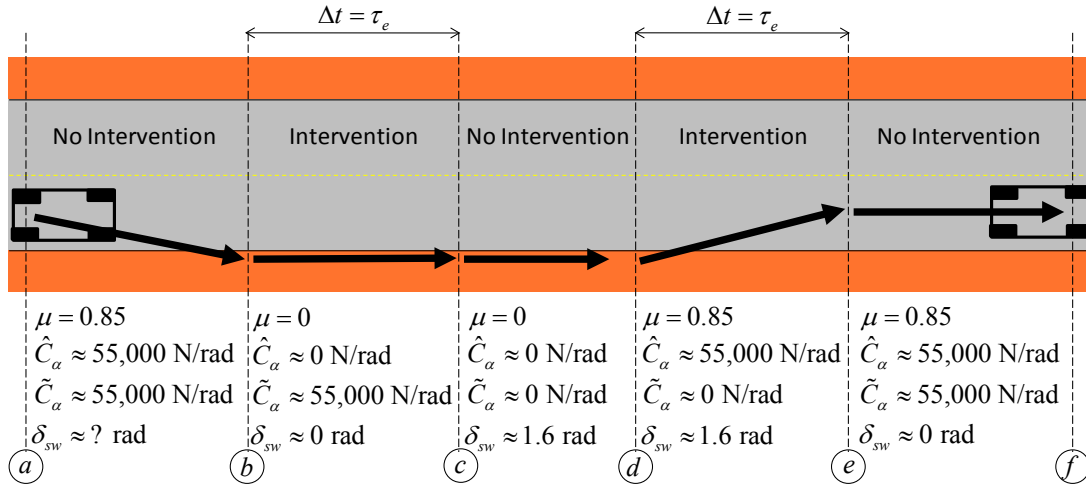 Δt = τₑ Δt = τₑ
No Intervention Intervention No Intervention Intervention No Intervention
μ = 0.85 μ = 0 μ = 0 μ = 0.85 μ = 0.85
Ĉ_α ≈ 55,000 N/rad Ĉ_α ≈ 0 N/rad Ĉ_α ≈ 0 N/rad Ĉ_α ≈ 55,000 N/rad Ĉ_α ≈ 55,000 N/rad
C̃_α ≈ 55,000 N/rad C̃_α ≈ 55,000 N/rad C̃_α ≈ 0 N/rad C̃_α ≈ 0 N/rad C̃_α ≈ 55,000 N/rad
δ_sw ≈ ? rad δ_sw ≈ 0 rad δ_sw ≈ 1.6 rad δ_sw ≈ 1.6 rad δ_sw ≈ 0 rad
a b c d e f